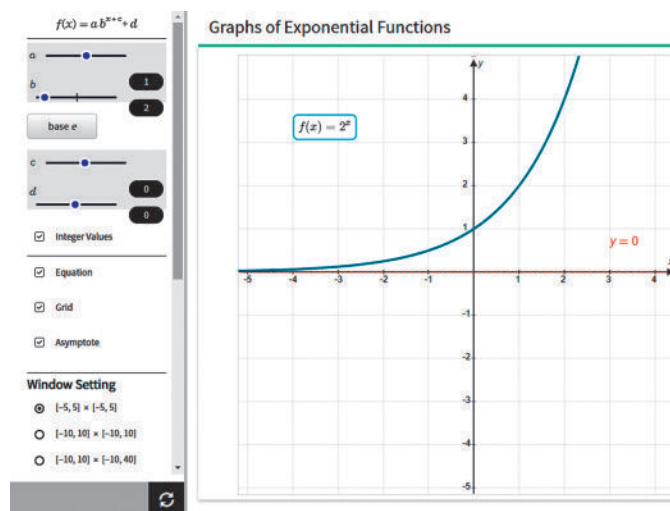 f(x) = a b^{x+c} + d
a
1
b
2
base e
c
0
d
0
Integer Values
Equation
Grid
Asymptote
Window Setting
[-5, 5] × [-5, 5]
[-10, 10] × [-10, 10]
[-10, 10] × [-10, 40]
Graphs of Exponential Functions
y
4
f(x) = 2^x
3
2
1
y = 0
-5 -4 -3 -2 -1 1 2 3 4
-1
-2
-3
-4
-5